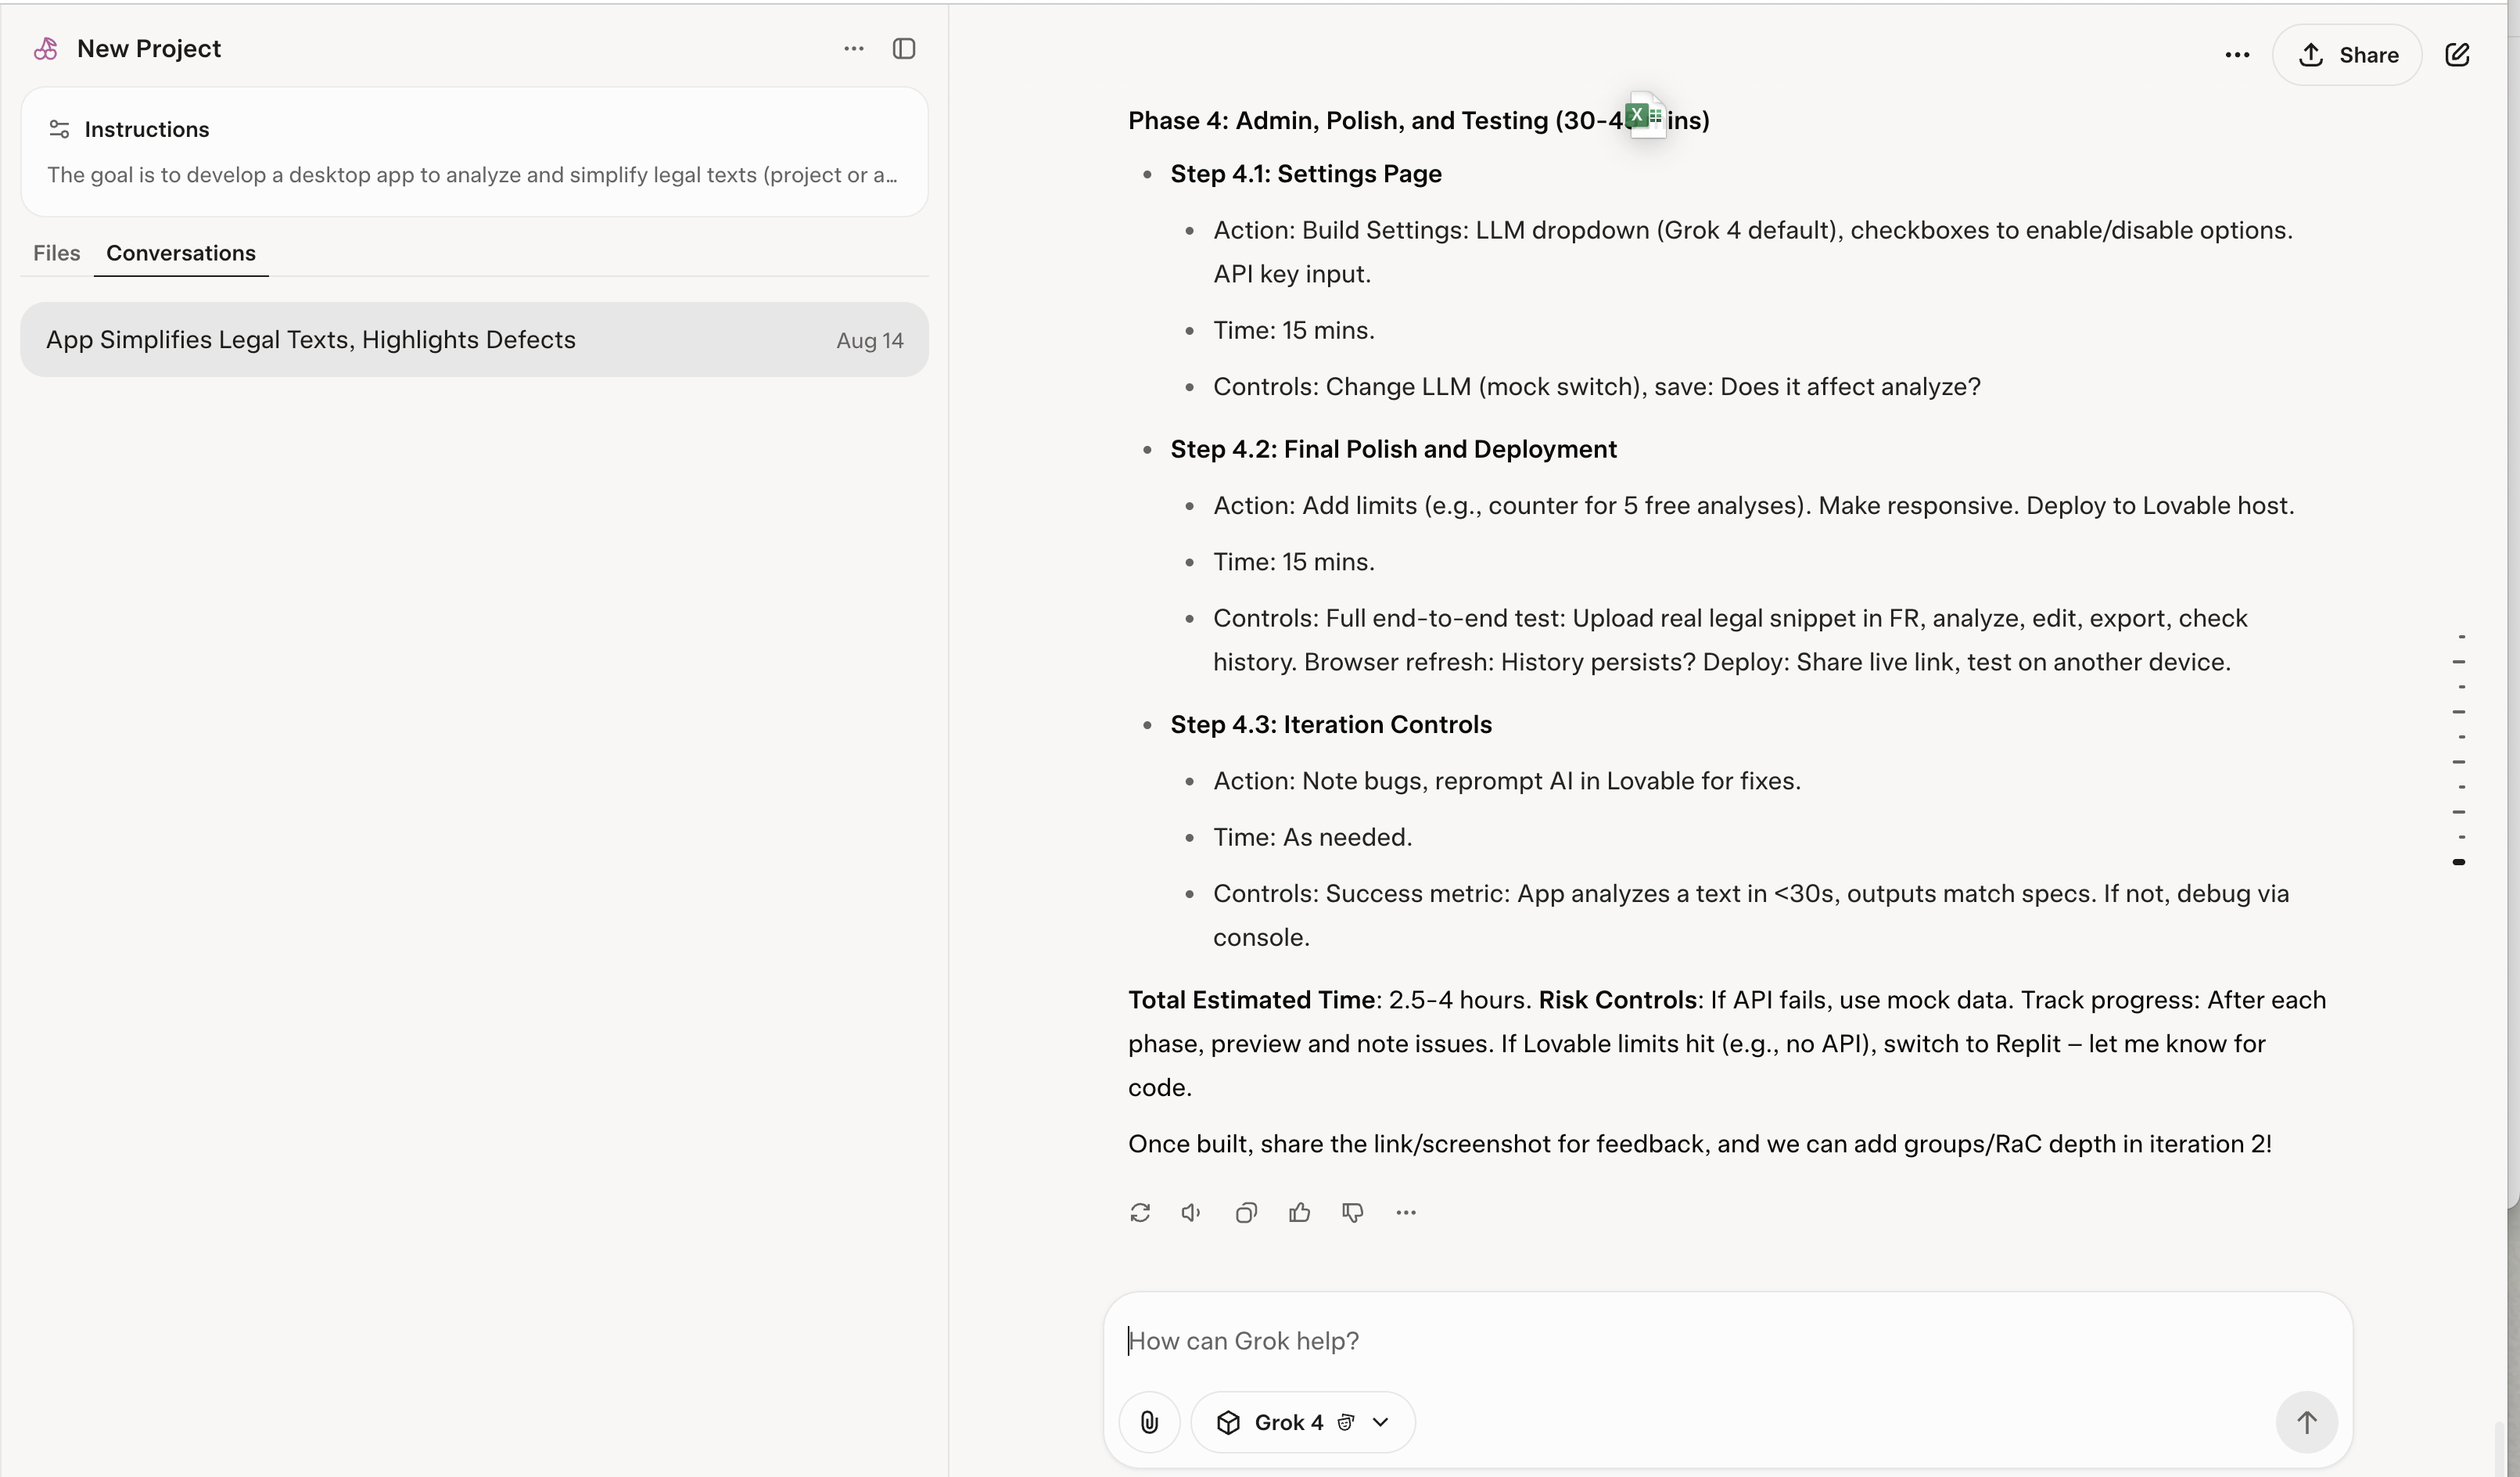 New Project
Instructions
The goal is to develop a desktop app to analyze and simplify legal texts (project or a...
Files
Conversations
App Simplifies Legal Texts, Highlights Defects
Aug 14
Share
Phase 4: Admin, Polish, and Testing (30-4 ins)
X
• Step 4.1: Settings Page
• Action: Build Settings: LLM dropdown (Grok 4 default), checkboxes to enable/disable options.
API key input.
• Time: 15 mins.
• Controls: Change LLM (mock switch), save: Does it affect analyze?
• Step 4.2: Final Polish and Deployment
• Action: Add limits (e.g., counter for 5 free analyses). Make responsive. Deploy to Lovable host.
• Time: 15 mins.
• Controls: Full end-to-end test: Upload real legal snippet in FR, analyze, edit, export, check
history. Browser refresh: History persists? Deploy: Share live link, test on another device.
• Step 4.3: Iteration Controls
• Action: Note bugs, reprompt AI in Lovable for fixes.
• Time: As needed.
• Controls: Success metric: App analyzes a text in <30s, outputs match specs. If not, debug via
console.
Total Estimated Time: 2.5-4 hours. Risk Controls: If API fails, use mock data. Track progress: After each
phase, preview and note issues. If Lovable limits hit (e.g., no API), switch to Replit – let me know for
code.
Once built, share the link/screenshot for feedback, and we can add groups/RaC depth in iteration 2!
How can Grok help?
Grok 4